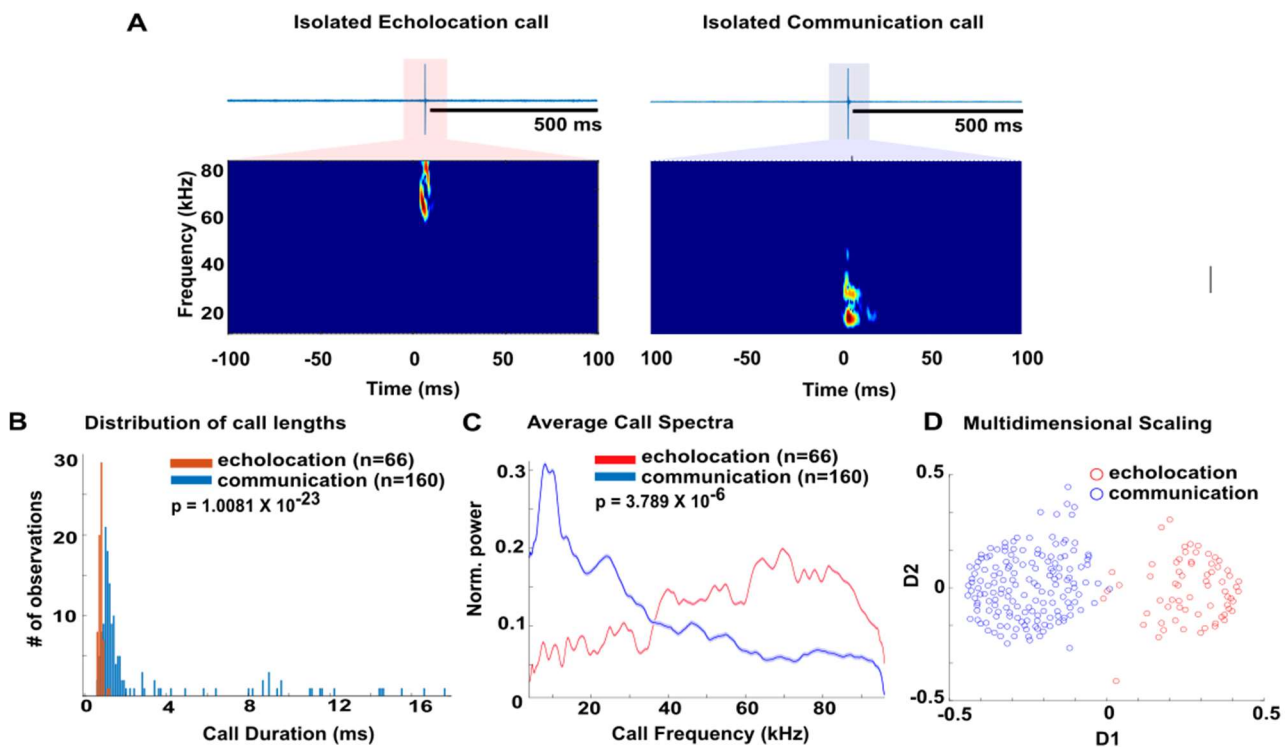 A
Isolated Echolocation call
Isolated Communication call
500 ms
500 ms
Frequency (kHz)
80
60
40
20
-100 -50 0 50 100
100 -50 0 50 100
Time (ms)
Time (ms)
B Distribution of call lengths
echolocation (n=66)
communication (n=160)
p = 1.0081 X 10-23
# of observations
30
20
10
0 4 8 12 16
Call Duration (ms)
C Average Call Spectra
echolocation (n=66)
communication (n=160)
p = 3.789 X 10-6
Norm. power
0.3
0.2
0.1
0
20 40 60 80
Call Frequency (kHz)
D Multidimensional Scaling
echolocation
communication
D2
0.5
0
-0.5
-0.5 0 0.5
D1